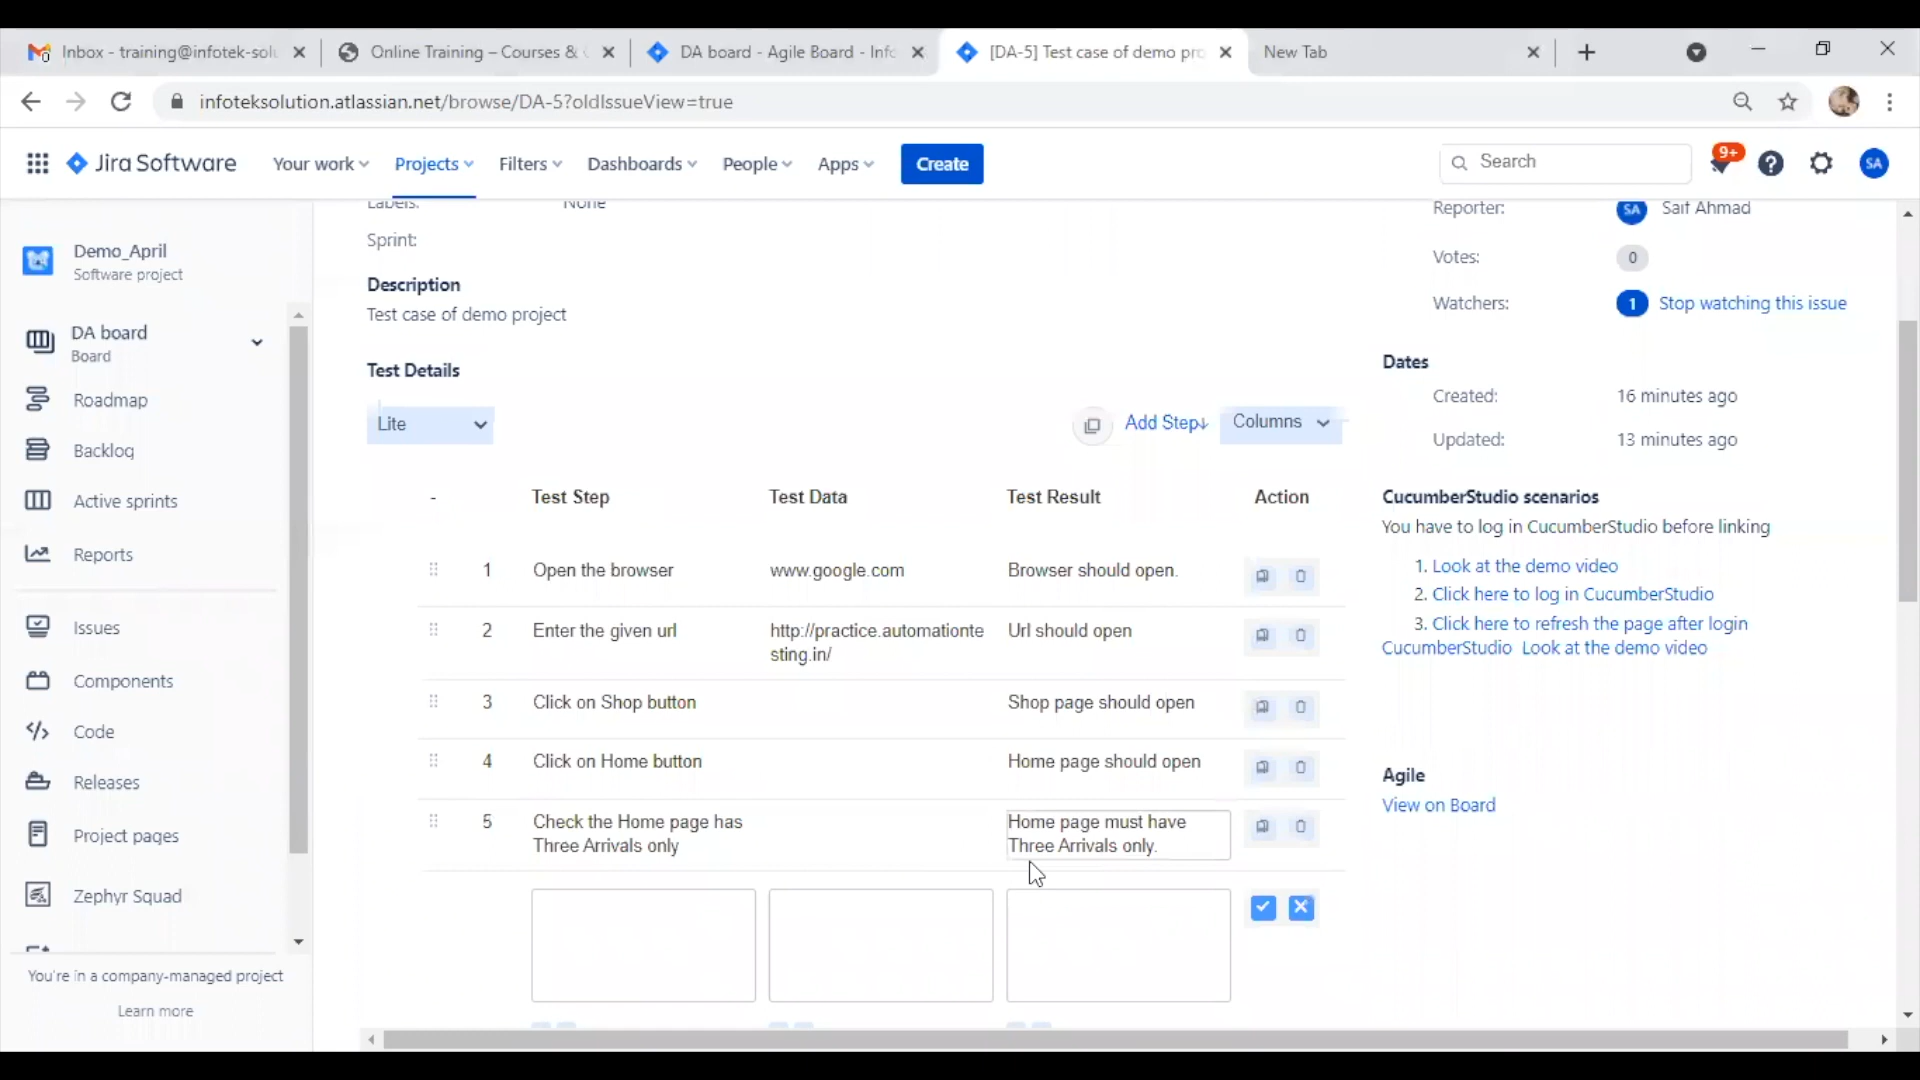 Inbox - training@infotek-solu
Online Training – Courses &
DA board - Agile Board - Info
[DA-5] Test case of demo pro
New Tab
infoteksolution.atlassian.net/browse/DA-5?oldIssueView=true
Jira Software
Your work
Projects
Filters
Dashboards
People
Apps
Create
Search
9+
SA
Demo_April
Software project
DA board
Board
Roadmap
Backlog
Active sprints
Reports
Issues
Components
Code
Releases
Project pages
Zephyr Squad
You're in a company-managed project
Learn more
Labels: None
Sprint:
Description
Test case of demo project
Test Details
Lite
Add Step↓
Columns
- Test Step Test Data Test Result Action
1 Open the browser www.google.com Browser should open.
2 Enter the given url http://practice.automationte Url should open
sting.in/
3 Click on Shop button Shop page should open
4 Click on Home button Home page should open
5 Check the Home page has Home page must have
Three Arrivals only Three Arrivals only.
Reporter: SA Saif Ahmad
Votes: 0
Watchers: 1 Stop watching this issue
Dates
Created: 16 minutes ago
Updated: 13 minutes ago
CucumberStudio scenarios
You have to log in CucumberStudio before linking
1. Look at the demo video
2. Click here to log in CucumberStudio
3. Click here to refresh the page after login
CucumberStudio Look at the demo video
Agile
View on Board